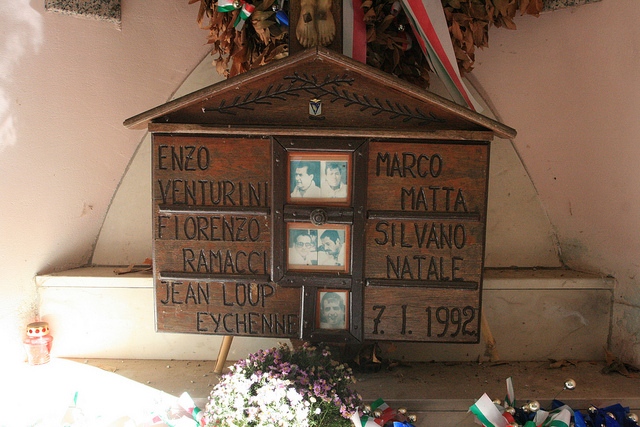 ENZO
VENTURINI
FIORENZO
RAMACCI
JEAN LOUP
EYCHENNE
MARCO
MATTA
SILVANO
NATALE
7. I. 1992